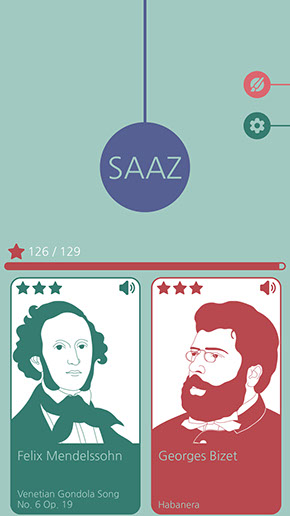 SAAZ
126 / 129
Felix Mendelssohn
Venetian Gondola Song
No. 6 Op. 19
Georges Bizet
Habanera